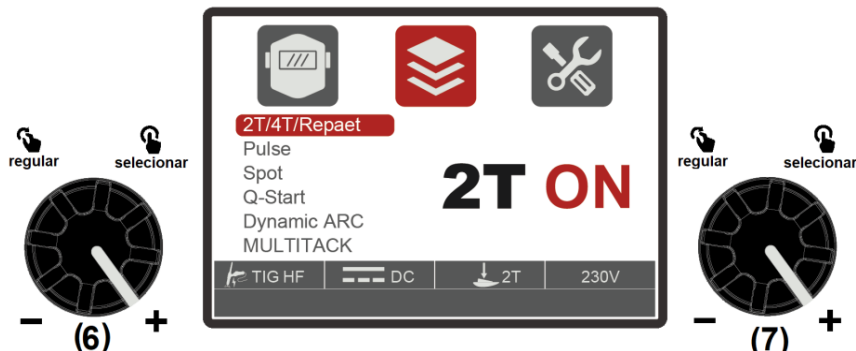 regular selecionar
2T/4T/Repaet
Pulse
Spot
Q-Start
Dynamic ARC
MULTITACK
2T ON
TIG HF DC 2T 230V
- (6) +
regular selecionar
- (7) +